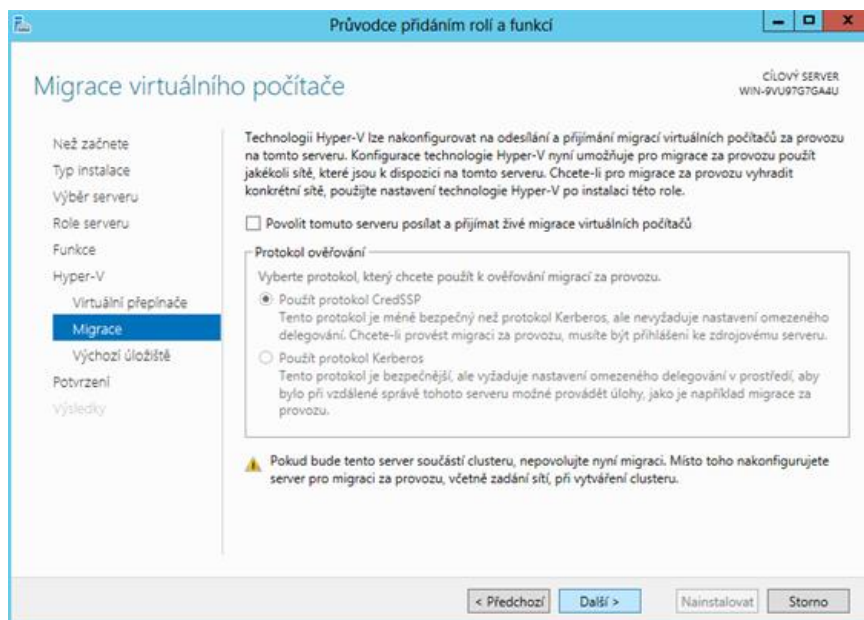 Průvodce přidáním rolí a funkcí
Migrace virtuálního počítače
CÍLOVÝ SERVER
WIN-9VU97G7GA4U
Než začnete
Typ instalace
Výběr serveru
Role serveru
Funkce
Hyper-V
Virtuální přepínače
Migrace
Výchozí úložiště
Potvrzení
Výsledky
Technologii Hyper-V lze nakonfigurovat na odesílání a přijímání migrací virtuálních počítačů za provozu
na tomto serveru. Konfigurace technologie Hyper-V nyní umožňuje pro migrace za provozu použít
jakékoli sítě, které jsou k dispozici na tomto serveru. Chcete-li pro migrace za provozu vyhradit
konkrétní sítě, použijte nastavení technologie Hyper-V po instalaci této role.
Povolit tomuto serveru posílat a přijímat živé migrace virtuálních počítačů
Protokol ověřování
Vyberte protokol, který chcete použít k ověřování migrací za provozu.
Použít protokol CredSSP
Tento protokol je méně bezpečný než protokol Kerberos, ale nevyžaduje nastavení omezeného
delegování. Chcete-li provést migraci za provozu, musíte být přihlášeni ke zdrojovému serveru.
Použít protokol Kerberos
Tento protokol je bezpečnější, ale vyžaduje nastavení omezeného delegování v prostředí, aby
bylo při vzdálené správě tohoto serveru možné provádět úlohy, jako je například migrace za
provozu.
Pokud bude tento server součástí clusteru, nepovolujte nyní migraci. Místo toho nakonfigurujete
server pro migraci za provozu, včetně zadání sítí, při vytváření clusteru.
< Předchozí
Další >
Nainstalovat
Storno